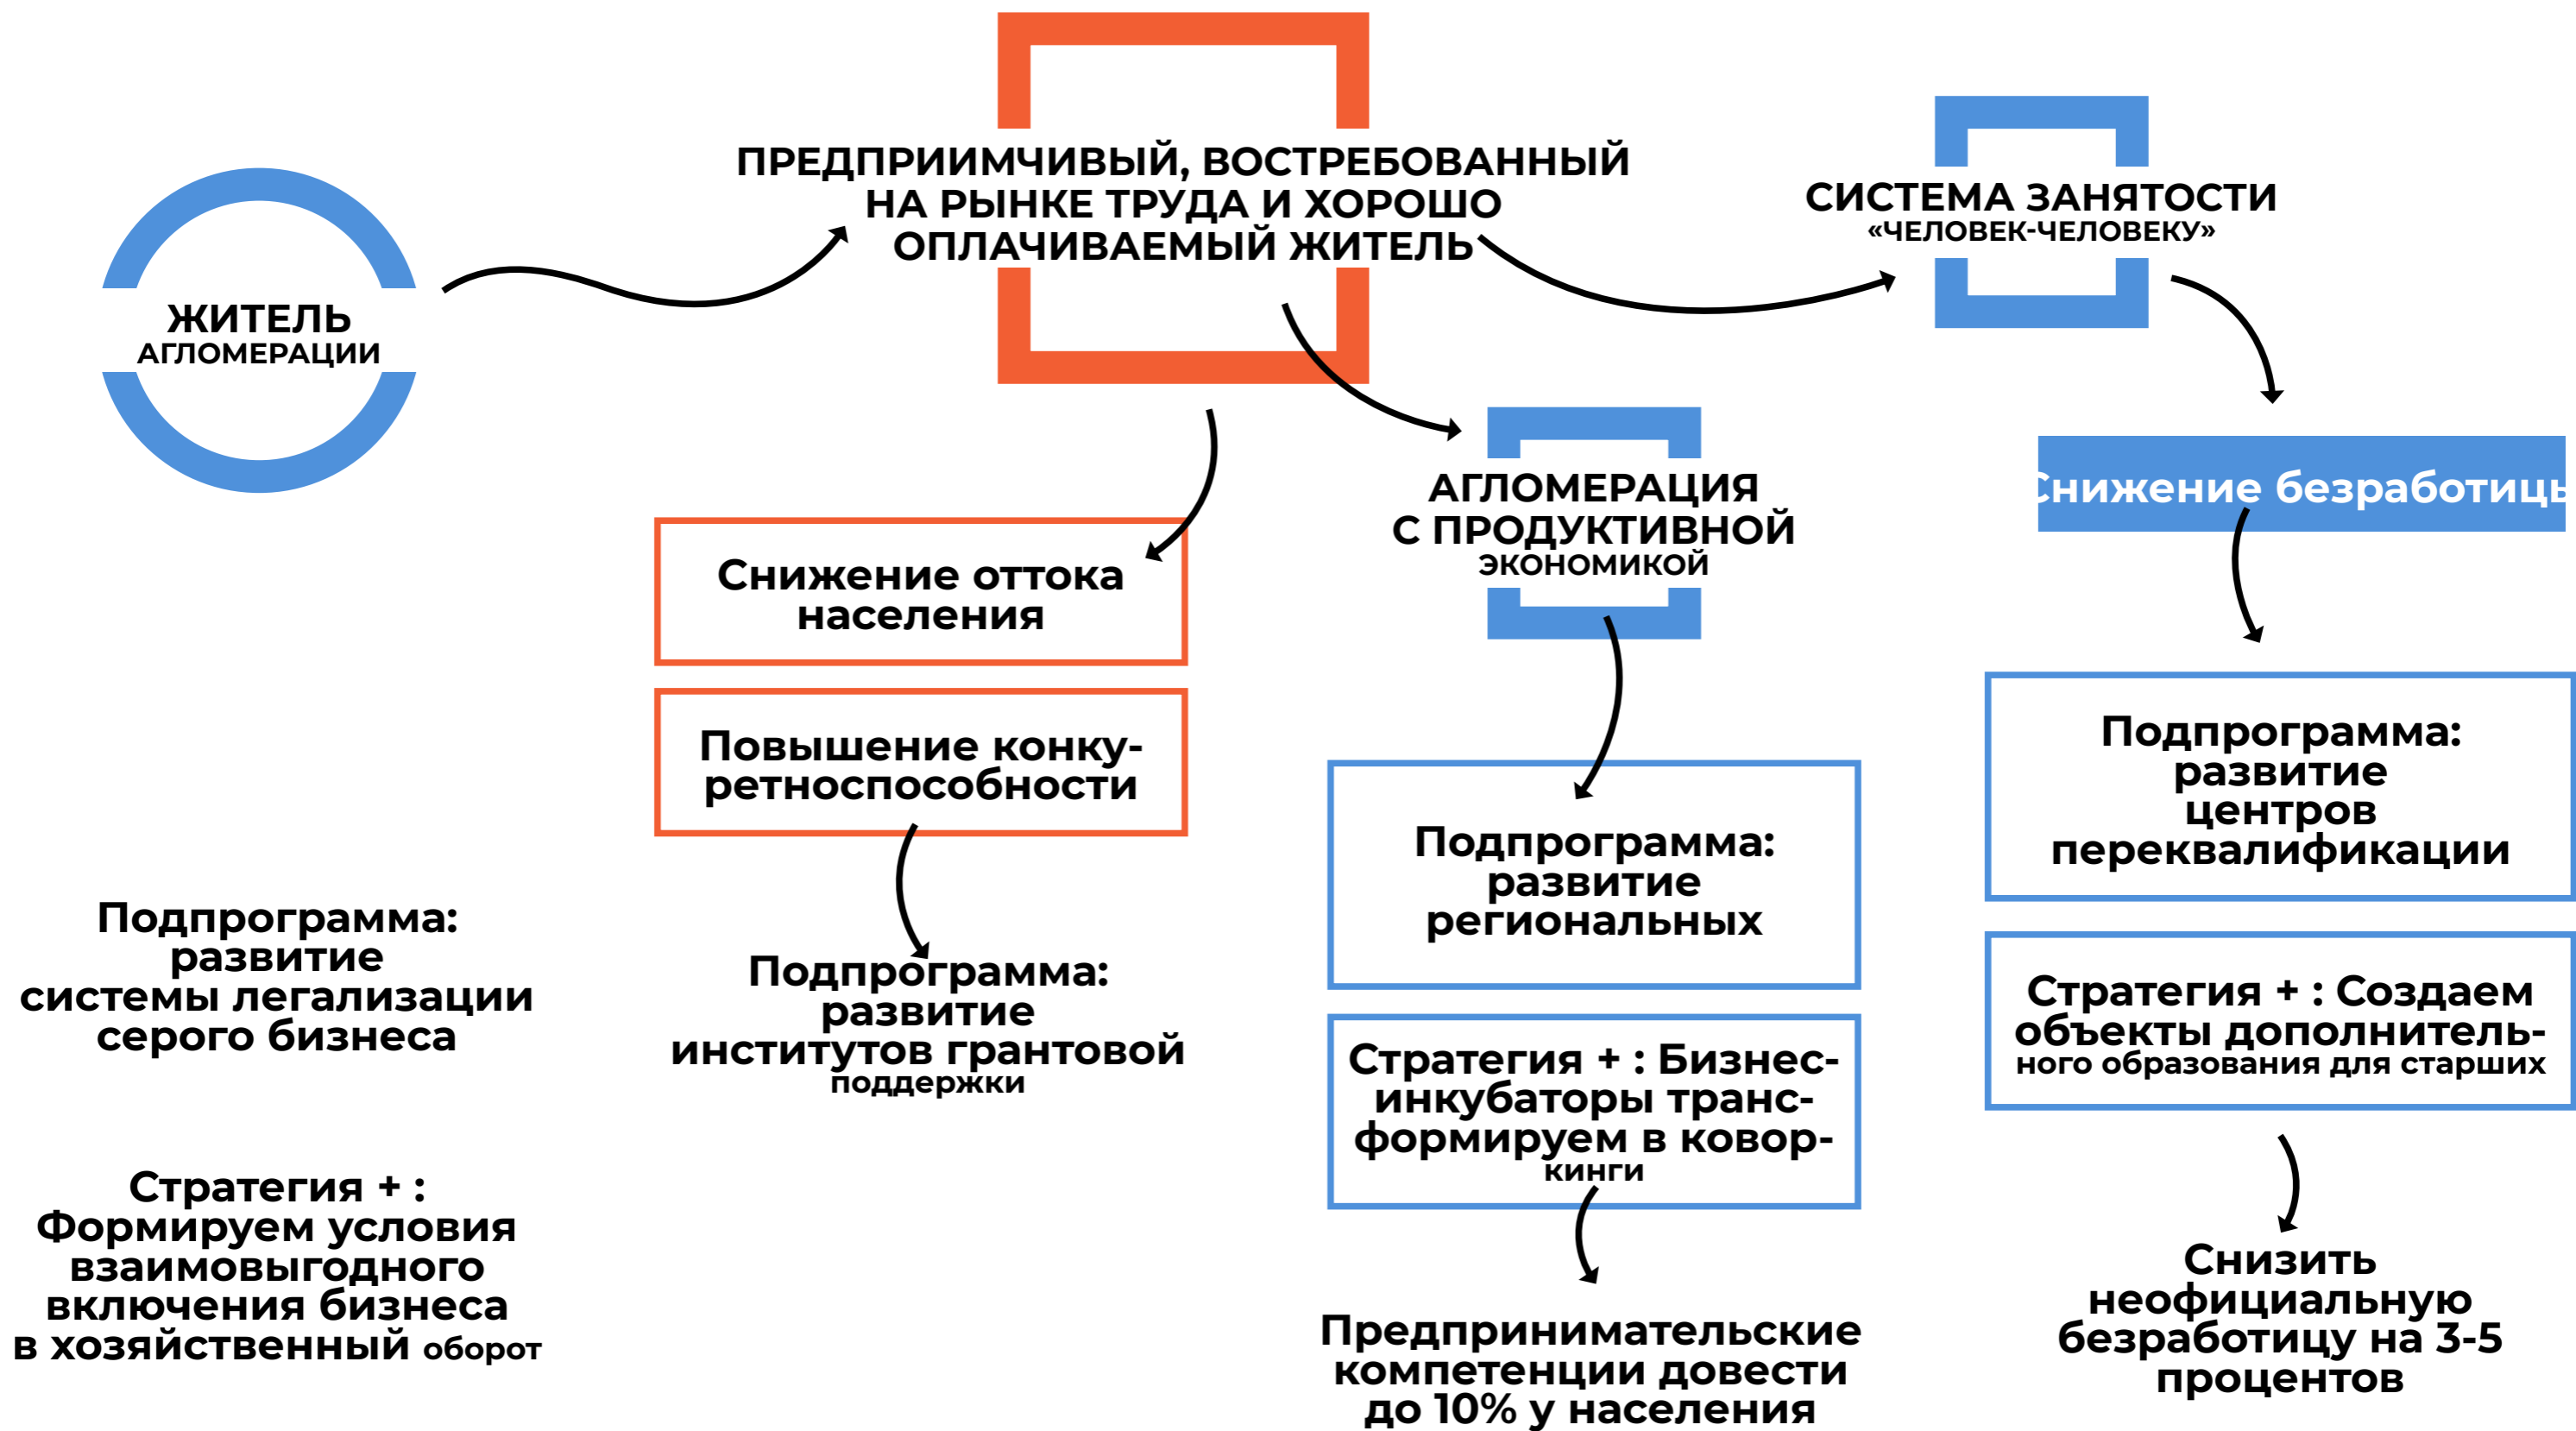 ПРЕДПРИИМЧИВЫЙ, ВОСТРЕБОВАННЫЙ
НА РЫНКЕ ТРУДА И ХОРОШО
ОПЛАЧИВАЕМЫЙ ЖИТЕЛЬ
СИСТЕМА ЗАНЯТОСТИ
«ЧЕЛОВЕК-ЧЕЛОВЕКУ»
ЖИТЕЛЬ
АГЛОМЕРАЦИИ
АГЛОМЕРАЦИЯ
С ПРОДУКТИВНОЙ
ЭКОНОМИКОЙ
Снижение безработицы
Снижение оттока
населения
Повышение конку-
ретноспособности
Подпрограмма:
развитие
центров
переквалификации
Подпрограмма:
развитие
региональных
Подпрограмма:
развитие
системы легализации
серого бизнеса
Подпрограмма:
развитие
институтов грантовой
поддержки
Стратегия + : Создаем
объекты дополнитель-
ного образования для старших
Стратегия + : Бизнес-
инкубаторы транс-
формируем в ковор-
кинги
Стратегия + :
Формируем условия
взаимовыгодного
включения бизнеса
в хозяйственный оборот
Снизить
неофициальную
безработицу на 3-5
процентов
Предпринимательские
компетенции довести
до 10% у населения